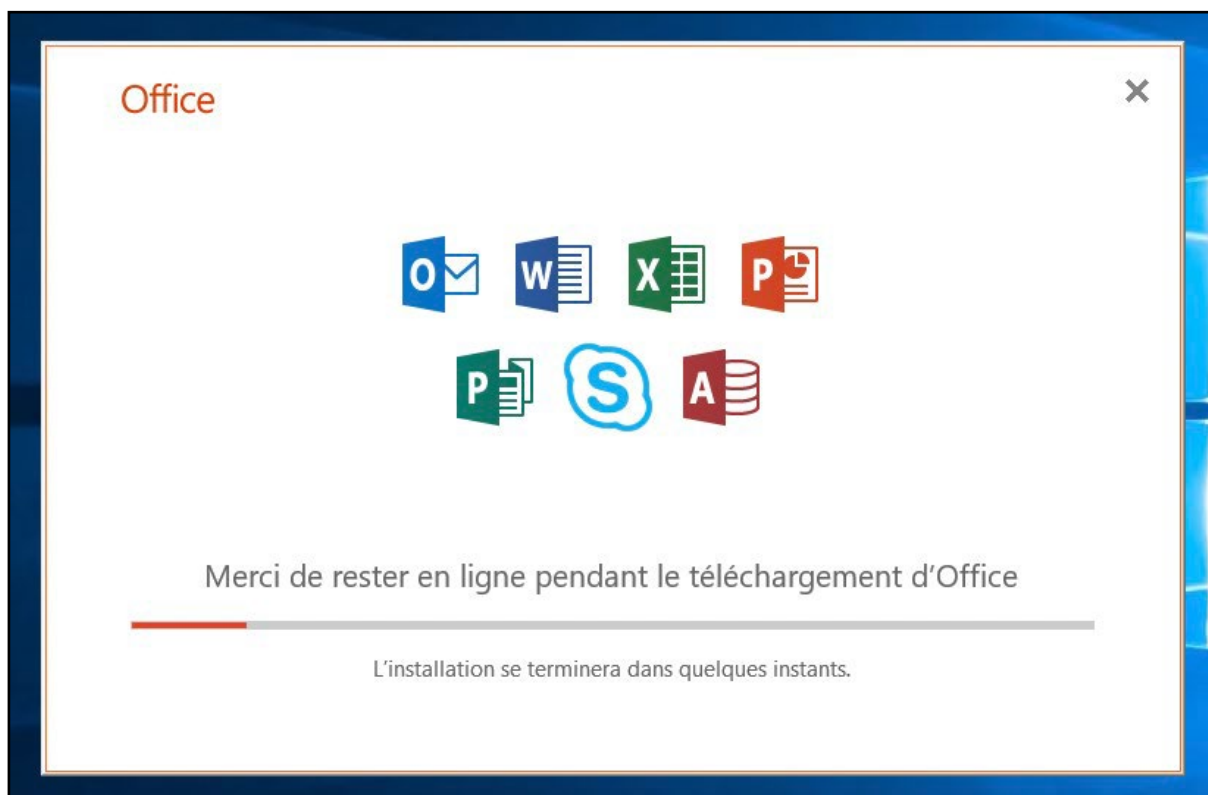 Office
O W X P
P S A
Merci de rester en ligne pendant le téléchargement d’Office
L’installation se terminera dans quelques instants.